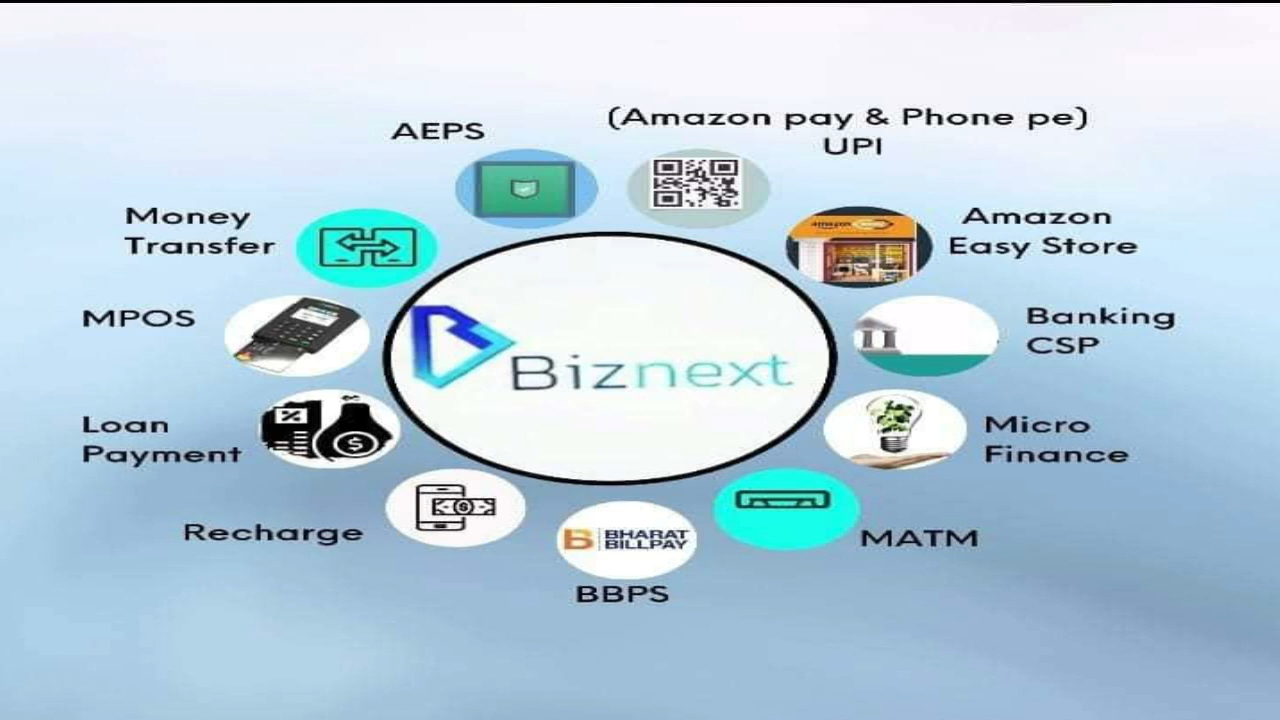 AEPS
(Amazon pay & Phone pe)
UPI
Money
Transfer
amazon
Amazon
Easy Store
MPOS
Banking
CSP
Biznext
Loan
Payment
Micro
Finance
Recharge
BHARAT
BILLPAY
MATM
BBPS